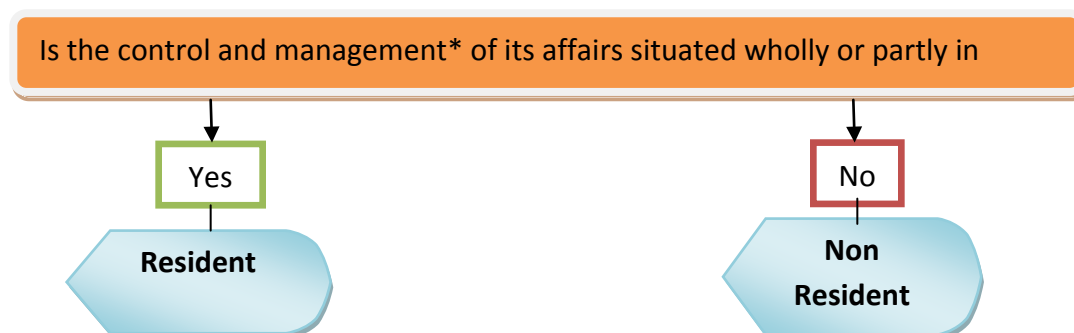 Is the control and management* of its affairs situated wholly or partly in
Yes
No
Resident
Non
Resident